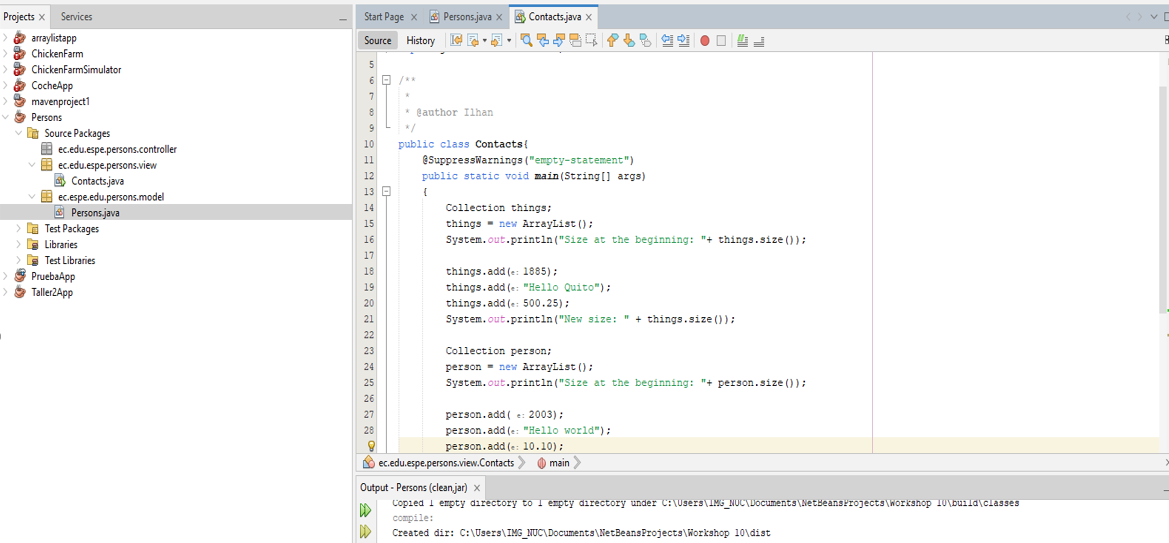 Projects × Services
arraylistapp
ChickenFarm
ChickenFarmSimulator
CocheApp
mavenproject1
Persons
Source Packages
ec.edu.espe.persons.controller
ec.edu.espe.persons.view
Contacts.java
ec.espe.edu.persons.model
Persons.java
Test Packages
Libraries
Test Libraries
PruebaApp
Taller2App
Start Page × Persons.java × Contacts.java ×
Source History
5
6 /**
7 *
8 * @author Ilhan
9 */
10 public class Contacts{
11 @SuppressWarnings("empty-statement")
12 public static void main(String[] args)
13 {
14 Collection things;
15 things = new ArrayList();
16 System.out.println("Size at the beginning: "+ things.size());
17
18 things.add(e: 1885);
19 things.add(e: "Hello Quito");
20 things.add(e: 500.25);
21 System.out.println("New size: " + things.size());
22
23 Collection person;
24 person = new ArrayList();
25 System.out.println("Size at the beginning: "+ person.size());
26
27 person.add( e: 2003);
28 person.add(e: "Hello world");
person.add(e: 10.10);
ec.edu.espe.persons.view.Contacts main
Output - Persons (clean,jar) ×
Copied 1 empty directory to 1 empty directory under C:\Users\IMG_NUC\Documents\NetBeansProjects\Workshop 10\build\classes
compile:
Created dir: C:\Users\IMG_NUC\Documents\NetBeansProjects\Workshop 10\dist